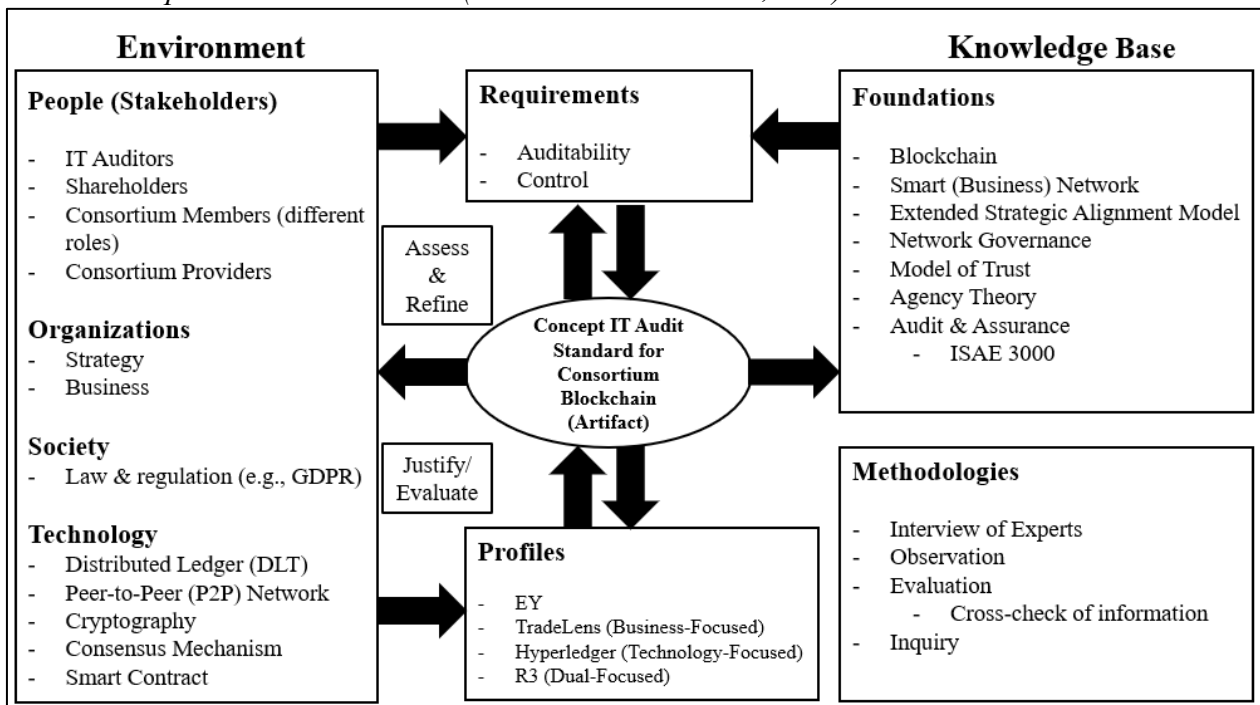 Environment
People (Stakeholders)
- IT Auditors
- Shareholders
- Consortium Members (different
roles)
- Consortium Providers
Organizations
- Strategy
- Business
Society
- Law & regulation (e.g., GDPR)
Technology
- Distributed Ledger (DLT)
- Peer-to-Peer (P2P) Network
- Cryptography
- Consensus Mechanism
- Smart Contract
Requirements
- Auditability
- Control
Assess
&
Refine
Concept IT Audit
Standard for
Consortium
Blockchain
(Artifact)
Justify/
Evaluate
Profiles
- EY
- TradeLens (Business-Focused)
- Hyperledger (Technology-Focused)
- R3 (Dual-Focused)
Knowledge Base
Foundations
- Blockchain
- Smart (Business) Network
- Extended Strategic Alignment Model
- Network Governance
- Model of Trust
- Agency Theory
- Audit & Assurance
- ISAE 3000
Methodologies
- Interview of Experts
- Observation
- Evaluation
- Cross-check of information
- Inquiry